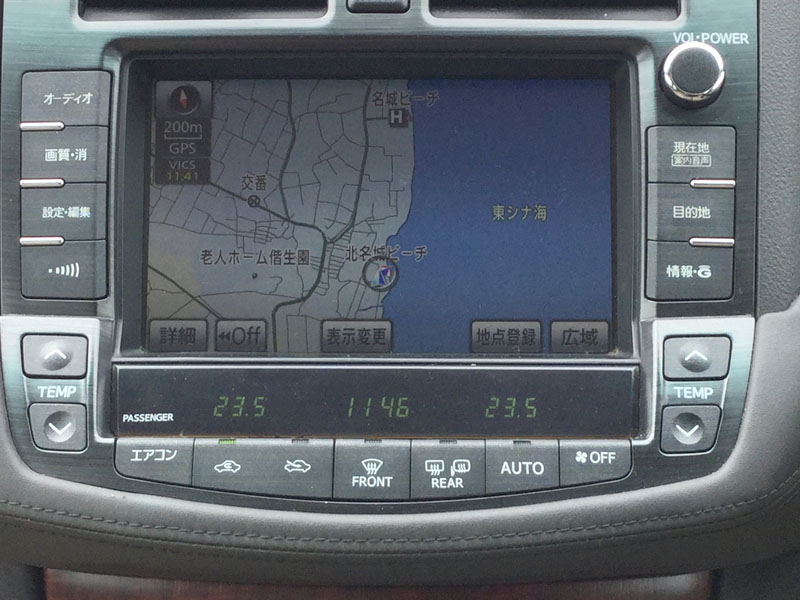 VOL・POWER
オーディオ
画質・消
設定・編集
200m
GPS
VICS
11:41
名城ビーチ
H
交番
東シナ海
老人ホーム偕生園
北名城ビーチ
詳細
Off
表示変更
地点登録
広域
現在地
案内音声
目的地
情報・G
TEMP
TEMP
PASSENGER
23.5
11 46
23.5
エアコン
FRONT
REAR
AUTO
OFF